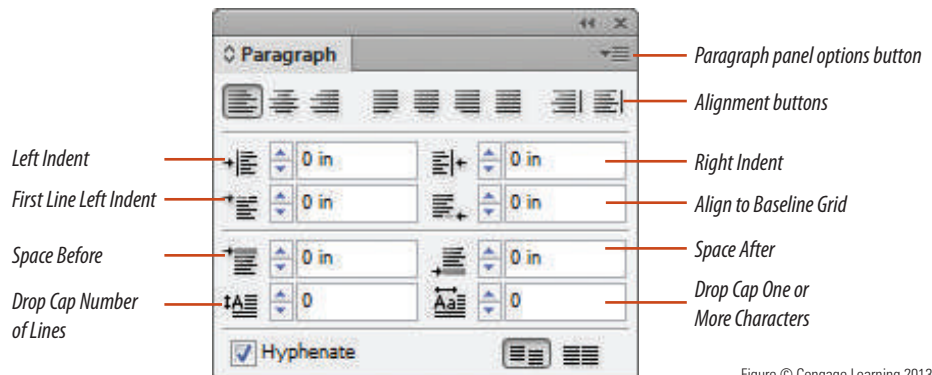 Paragraph
Paragraph panel options button
Alignment buttons
Left Indent
0 in
0 in
Right Indent
First Line Left Indent
0 in
0 in
Align to Baseline Grid
Space Before
0 in
0 in
Space After
Drop Cap Number
of Lines
0
0
Drop Cap One or
More Characters
Hyphenate
Figure © Cengage Learning 2013